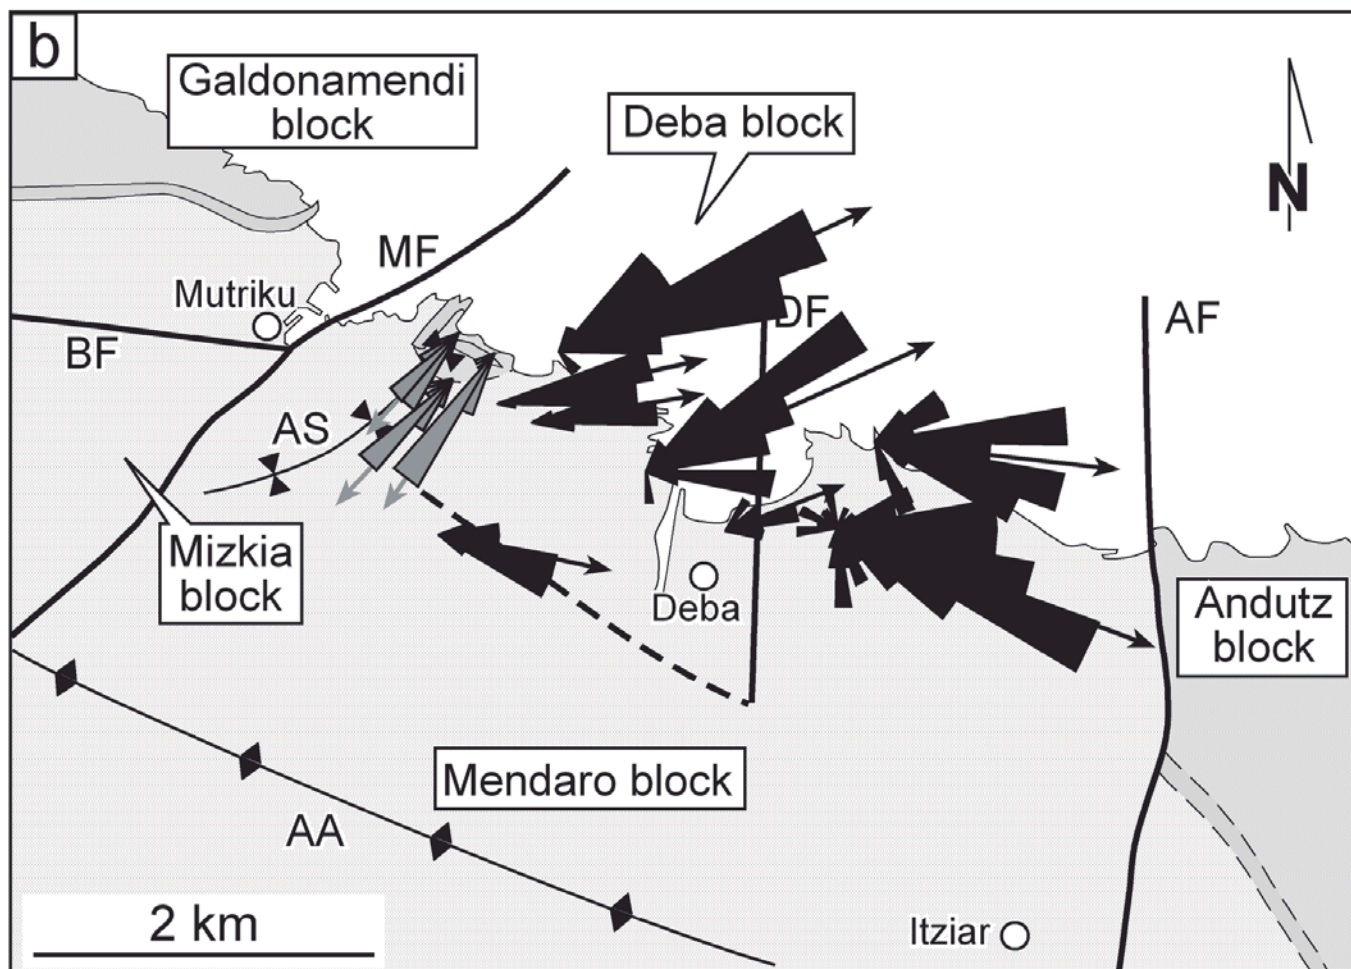 b
Galdonamendi
block
Deba block
N
MF
Mutriku
DF
AF
BF
AS
Mizkia
block
Deba
Andutz
block
Mendaro block
AA
2 km
Itziar